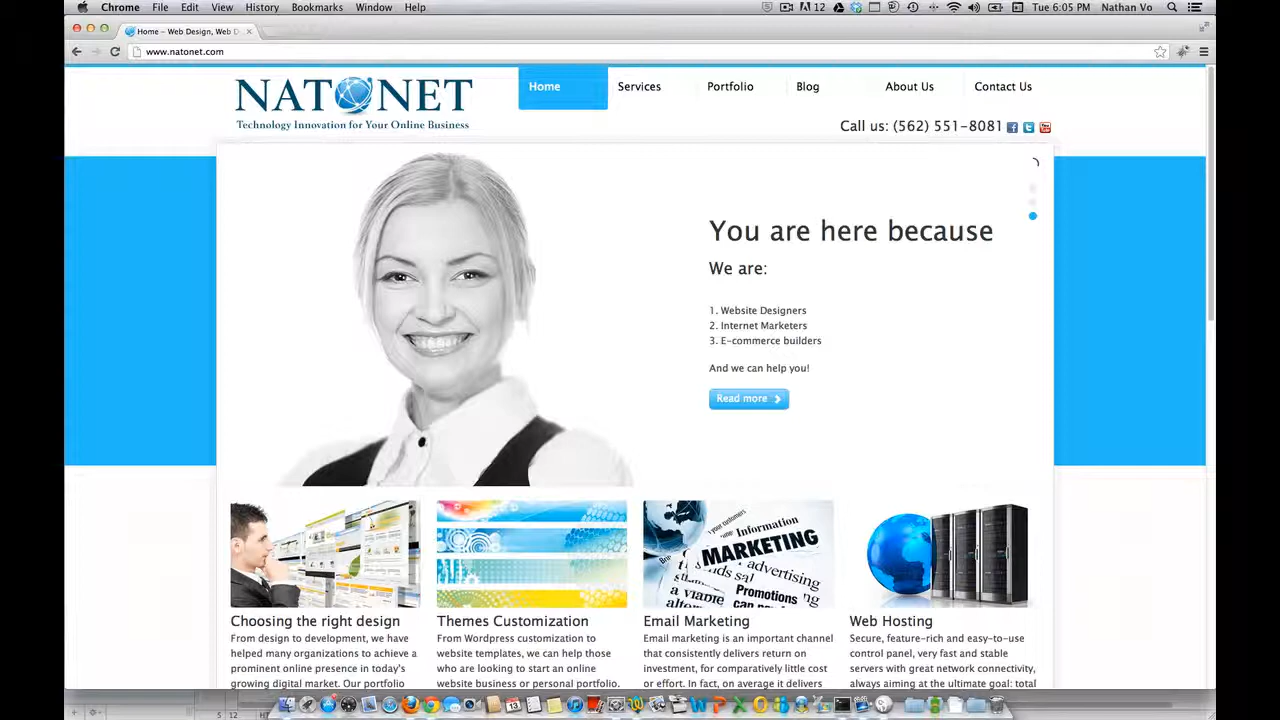 Chrome File Edit View History Bookmarks Window Help
12 Tue 6:05 PM Nathan Vo
Home – Web Design, Web D
www.natonet.com
NATONET
Technology Innovation for Your Online Business
Home Services Portfolio Blog About Us Contact Us
Call us: (562) 551-8081
You are here because
We are:
1. Website Designers
2. Internet Marketers
3. E-commerce builders
And we can help you!
Read more
Information
MARKETING
advertising
Promotions
Choosing the right design
From design to development, we have
helped many organizations to achieve a
prominent online presence in today's
growing digital market. Our portfolio
Themes Customization
From Wordpress customization to
website templates, we can help those
who are looking to start an online
website business or personal portfolio.
Email Marketing
Email marketing is an important channel
that consistently delivers return on
investment, for comparatively little cost
or effort. In fact, on average it delivers
Web Hosting
Secure, feature-rich and easy-to-use
control panel, very fast and stable
servers with great network connectivity,
always aiming at the ultimate goal: total